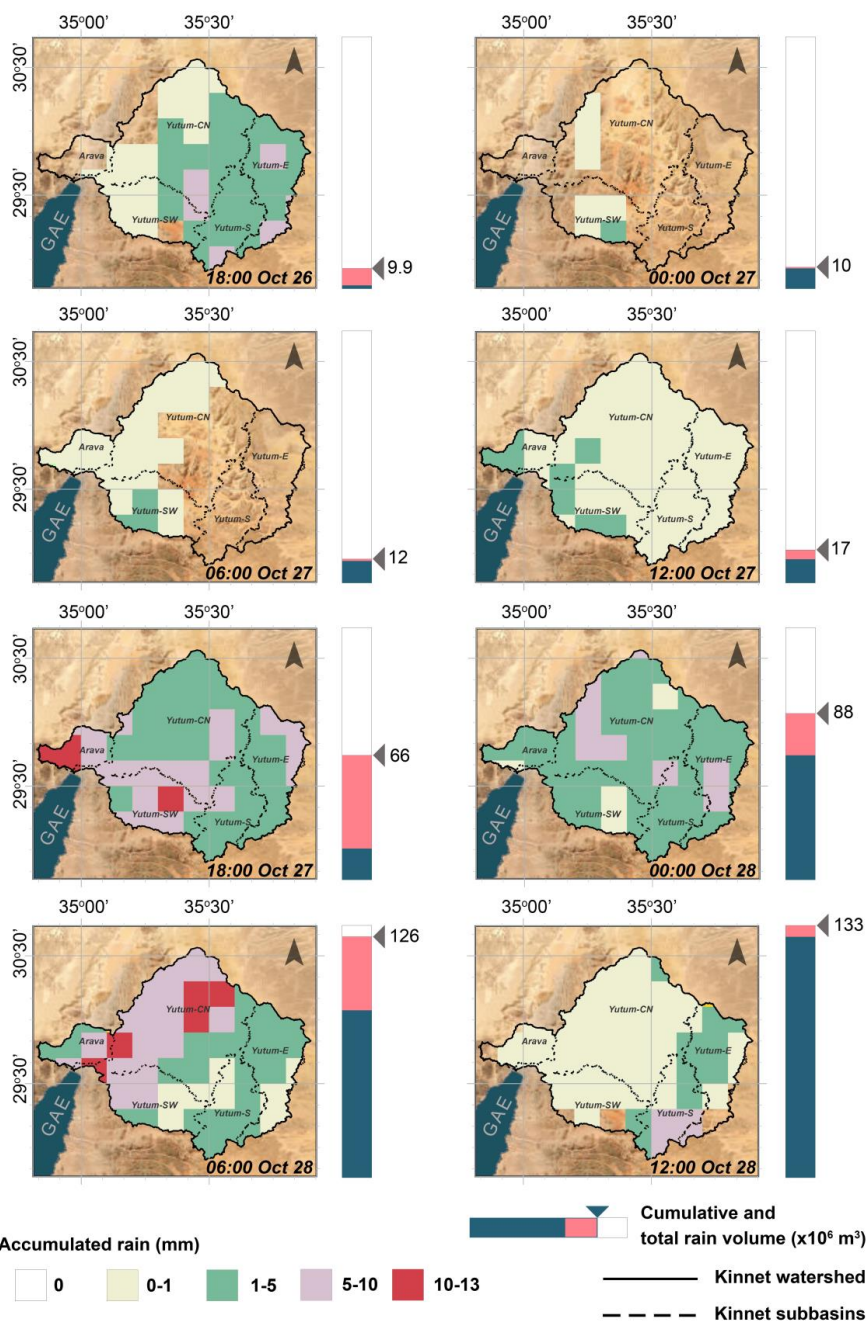 35°00’ 35°30’ 35°00’ 35°30’
30°30’
Yutum-CN
Arava
Yutum-E
29°30’
Yutum-SW
Yutum-S
GAE
18:00 Oct 26
9.9
Yutum-CN
Arava
Yutum-E
Yutum-SW
Yutum-S
GAE
00:00 Oct 27
10
35°00’ 35°30’ 35°00’ 35°30’
30°30’
Yutum-CN
Arava
Yutum-E
29°30’
Yutum-SW
Yutum-S
GAE
06:00 Oct 27
12
Yutum-CN
Arava
Yutum-E
Yutum-SW
Yutum-S
GAE
12:00 Oct 27
17
35°00’ 35°30’ 35°00’ 35°30’
30°30’
Yutum-CN
Arava
Yutum-E
29°30’
Yutum-SW
Yutum-S
GAE
18:00 Oct 27
66
Yutum-CN
Arava
Yutum-E
Yutum-SW
Yutum-S
GAE
00:00 Oct 28
88
35°00’ 35°30’ 35°00’ 35°30’
30°30’
Yutum-CN
Arava
Yutum-E
29°30’
Yutum-SW
Yutum-S
GAE
06:00 Oct 28
126
Yutum-CN
Arava
Yutum-E
Yutum-SW
Yutum-S
GAE
12:00 Oct 28
133
Accumulated rain (mm)
0 0-1 1-5 5-10 10-13
Cumulative and
total rain volume (x10⁶ m³)
Kinnet watershed
Kinnet subbasins